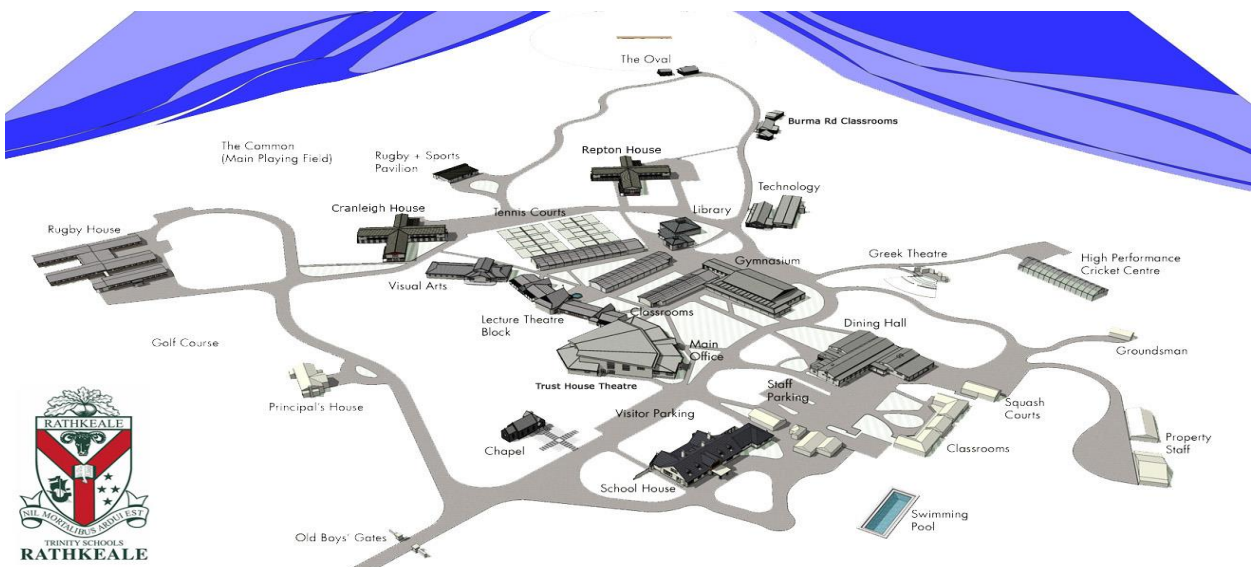 The Oval
Burma Rd Classrooms
The Common
(Main Playing Field)
Rugby + Sports
Pavilion
Repton House
Technology
Cranleigh House
Tennis Courts
Library
Rugby House
Gymnasium
Greek Theatre
High Performance
Cricket Centre
Visual Arts
Lecture Theatre
Block
Classrooms
Dining Hall
Golf Course
Main
Office
Groundsman
Trust House Theatre
Staff
Parking
Principal's House
Squash
Courts
Visitor Parking
Chapel
Classrooms
Property
Staff
School House
Swimming
Pool
Old Boys' Gates
RATHKEALE
NIL MORTALIBUS ARDUI EST
TRINITY SCHOOLS
RATHKEALE